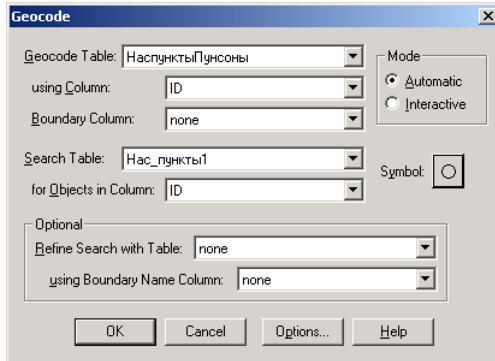 Geocode
Geocode Table: НаспунктыПунсоны
using Column: ID
Boundary Column: none
Mode
Automatic
Interactive
Search Table: Нас_пункты1
for Objects in Column: ID
Symbol:
Optional
Refine Search with Table: none
using Boundary Name Column: none
OK Cancel Options... Help